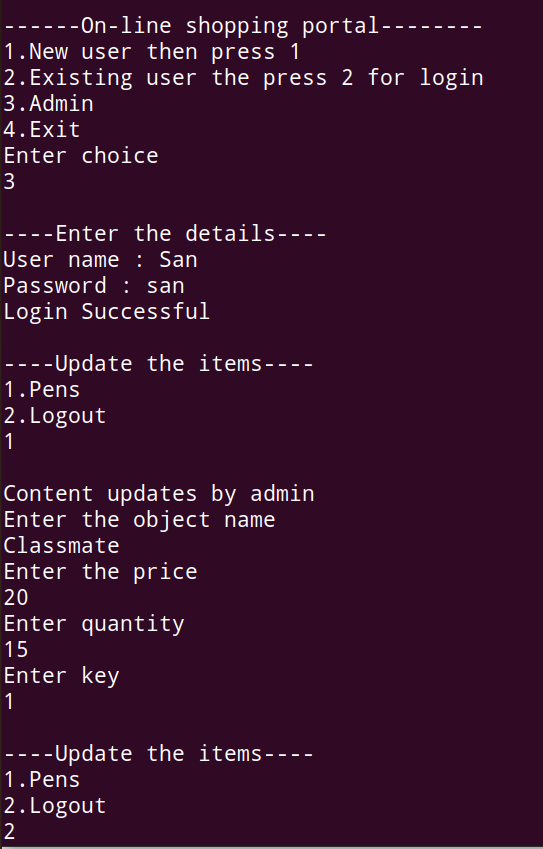 ------On-line shopping portal--------
1.New user then press 1
2.Existing user the press 2 for login
3.Admin
4.Exit
Enter choice
3
----Enter the details----
User name : San
Password : san
Login Successful
----Update the items----
1.Pens
2.Logout
1
Content updates by admin
Enter the object name
Classmate
Enter the price
20
Enter quantity
15
Enter key
1
----Update the items----
1.Pens
2.Logout
2